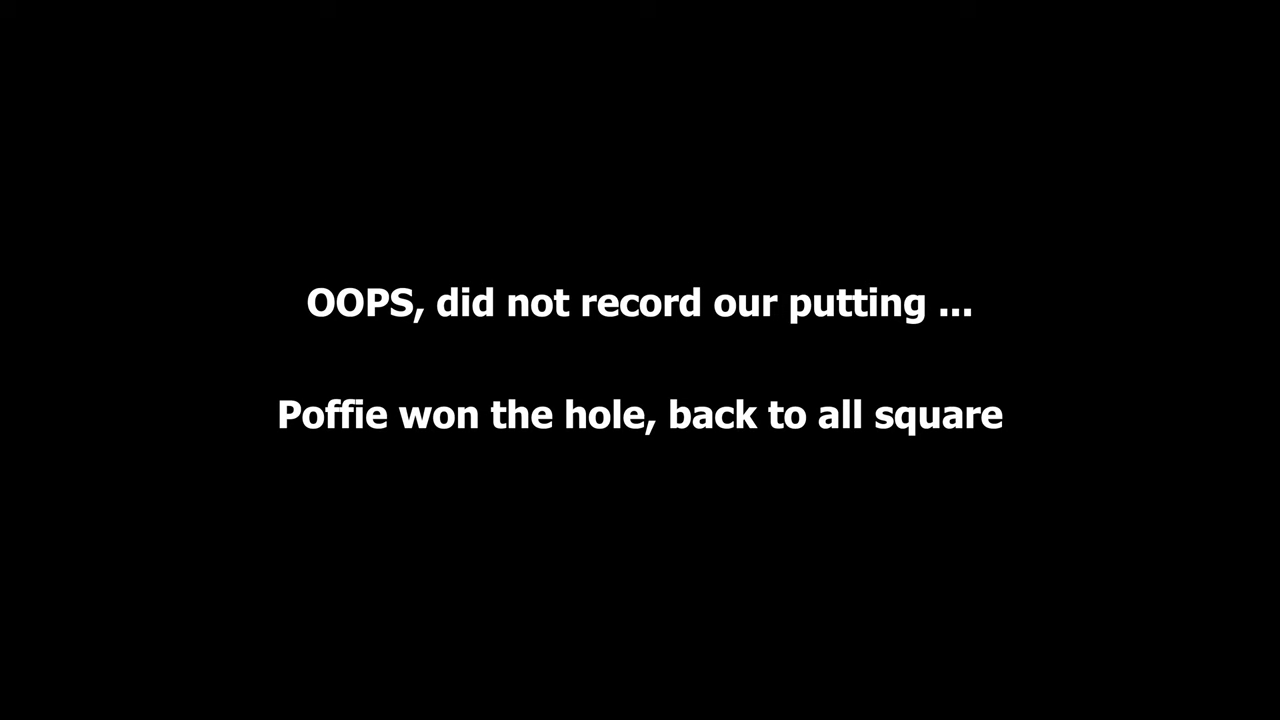 OOPS, did not record our putting ...
Poffie won the hole, back to all square